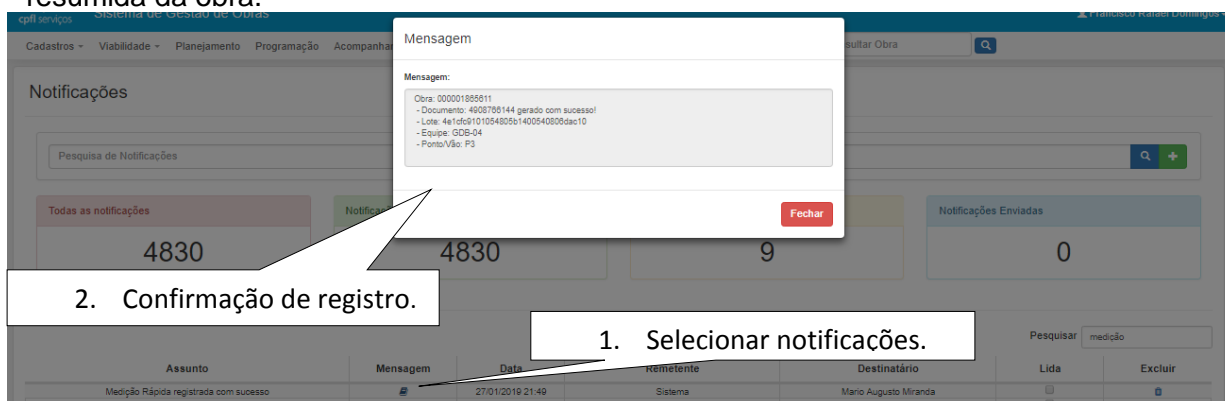 resumida da obra.
cpfl serviços Sistema de Gestão de Obras Francisco Rafael Domingos
Cadastros Viabilidade Planejamento Programação Acompanhar sultar Obra
Mensagem
Notificações
Mensagem:
Obra: 000001865611
- Documento: 4908766144 gerado com sucesso!
- Lote: 4e1cfc9101054805b1400540806dac10
- Equipe: GDB-04
- Ponto/Vão: P3
Pesquisa de Notificações
Fechar
Todas as notificações Notificaç Notificações Enviadas
4830 4830 9 0
2. Confirmação de registro.
1. Selecionar notificações.
Pesquisar medição
Assunto Mensagem Data Remetente Destinatário Lida Excluir
Medição Rápida registrada com sucesso 27/01/2019 21:49 Sistema Mario Augusto Miranda